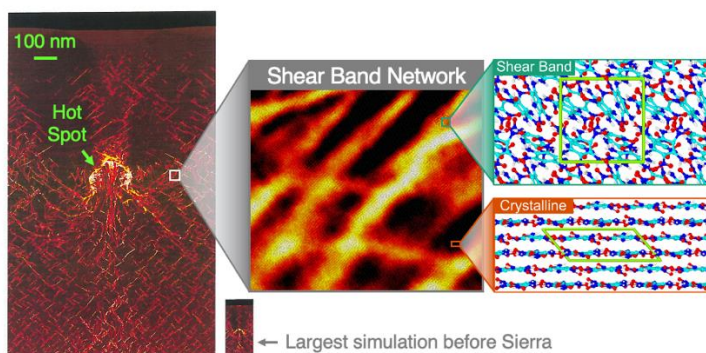 100 nm
Hot
Spot
Shear Band Network
Shear Band
Crystalline
Largest simulation before Sierra